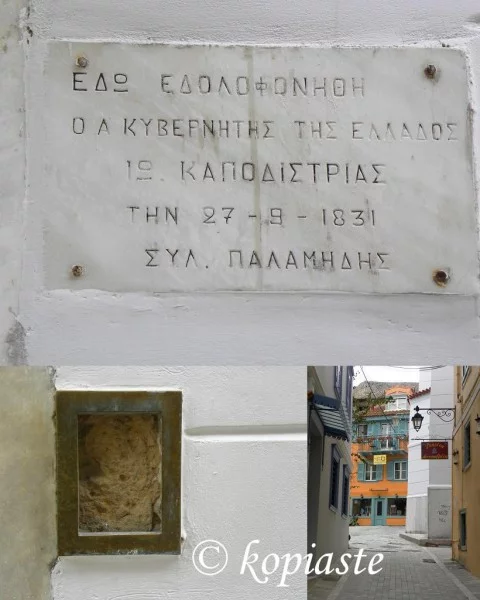 ΕΔΩ ΕΔΟΛΟΦΟΝΗΘΗ
Ο Α ΚΥΒΕΡΝΗΤΗΣ ΤΗΣ ΕΛΛΑΔΟΣ
ΙΩ. ΚΑΠΟΔΙΣΤΡΙΑΣ
ΤΗΝ 27-9-1831
ΣΥΛ. ΠΑΛΑΜΗΔΗΣ
© kopiaste